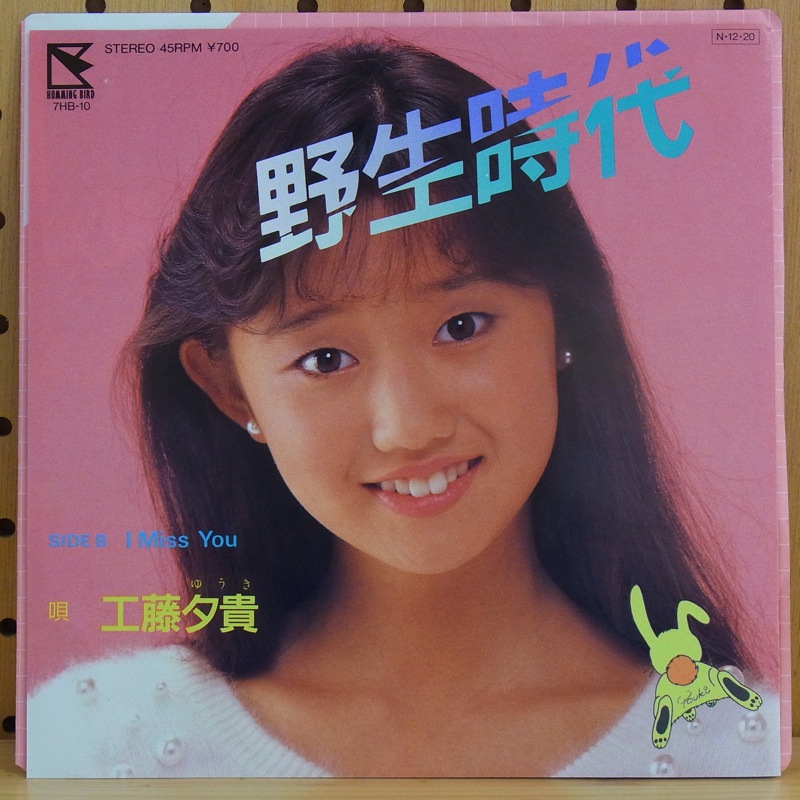 STEREO 45RPM ¥700
N・12・20
HUMMING BIRD
7HB-10
野生時代
SIDE B I Miss You
ゆうき
唄 工藤夕貴
Youki